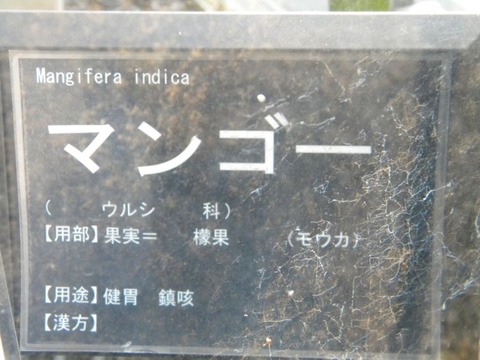 Mangifera indica
マンゴー
( ウルシ 科)
【用部】果実= 檬果 (モウカ)
【用途】健胃 鎮咳
【漢方】